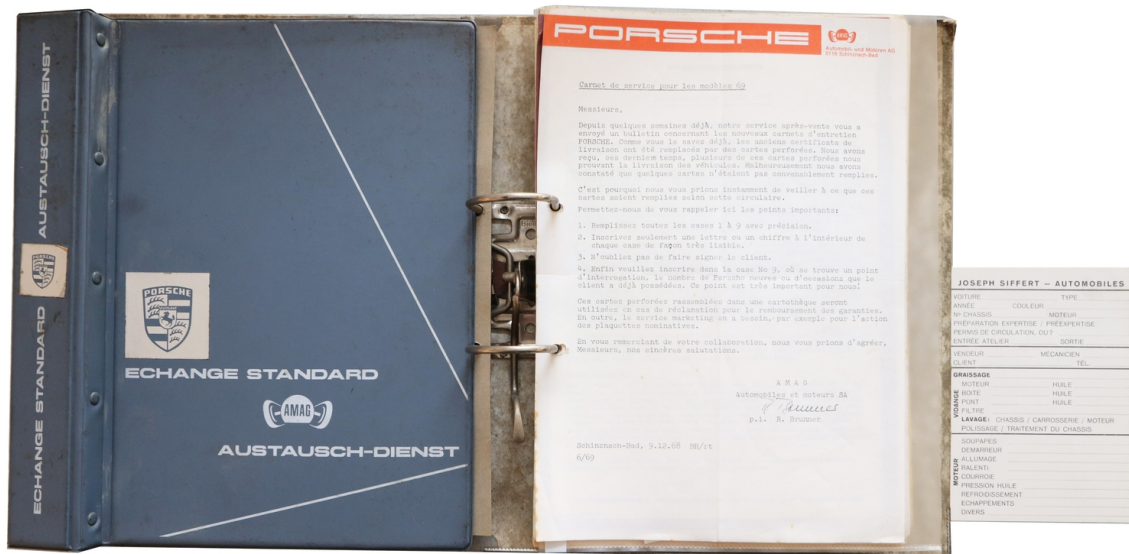 ECHANGE STANDARD AUSTAUSCH-DIENST
PORSCHE
ECHANGE STANDARD
AMAG
AUSTAUSCH-DIENST
PORSCHE
AMAG
Automobil- und Motoren AG
5116 Schinznach-Bad
Carnet de service pour les modèles 69
Messieurs,
Depuis quelques semaines déjà, notre service après-vente vous a
envoyé un bulletin concernant les nouveaux carnets d'entretien
PORSCHE. Comme vous le savez déjà, les anciens certificats de
livraison ont été remplacés par des cartes perforées. Nous avons
reçu, ces derniers temps, plusieurs de ces cartes perforées nous
prouvant la livraison des véhicules. Malheureusement nous avons
constaté que quelques cartes n'étaient pas convenablement remplies.
C'est pourquoi nous vous prions instamment de veiller à ce que ces
cartes soient remplies selon cette circulaire.
Permettez-nous de vous rappeler ici les points importants:
1. Remplissez toutes les cases 1 à 9 avec précision.
2. Inscrivez seulement une lettre ou un chiffre à l'intérieur de
chaque case de façon très lisible.
3. N'oubliez pas de faire signer le client.
4. Enfin veuillez inscrire dans la case No 9, où se trouve un point
d'interrogation, le nombre de Porsche neuves ou d'occasions que le
client a déjà possédées. Ce point est très important pour nous!
Ces cartes perforées rassemblées dans une cartothèque seront
utilisées en cas de réclamation pour le remboursement des garanties.
En outre, le service marketing en a besoin, par exemple pour l'action
des plaquettes nominatives.
En vous remerciant de votre collaboration, nous vous prions d'agréer,
Messieurs, nos sincères salutations.
A M A G
Automobiles et moteurs SA
p.i. R. Brunner
Schinznach-Bad, 9.12.68 BR/rt
6/69
JOSEPH SIFFERT – AUTOMOBILES
VOITURE TYPE
ANNÉE COULEUR
Nº CHASSIS MOTEUR
PRÉPARATION EXPERTISE / PRÉEXPERTISE
PERMIS DE CIRCULATION, OU ?
ENTRÉE ATELIER SORTIE
VENDEUR MÉCANICIEN
CLIENT TÉL.
GRAISSAGE
VIDANGE
MOTEUR HUILE
BOITE HUILE
PONT HUILE
FILTRE
LAVAGE: CHASSIS / CARROSSERIE / MOTEUR
POLISSAGE / TRAITEMENT DU CHASSIS
MOTEUR
SOUPAPES
DÉMARREUR
ALLUMAGE
RALENTI
COURROIE
PRESSION HUILE
REFROIDISSEMENT
ECHAPPEMENTS
DIVERS